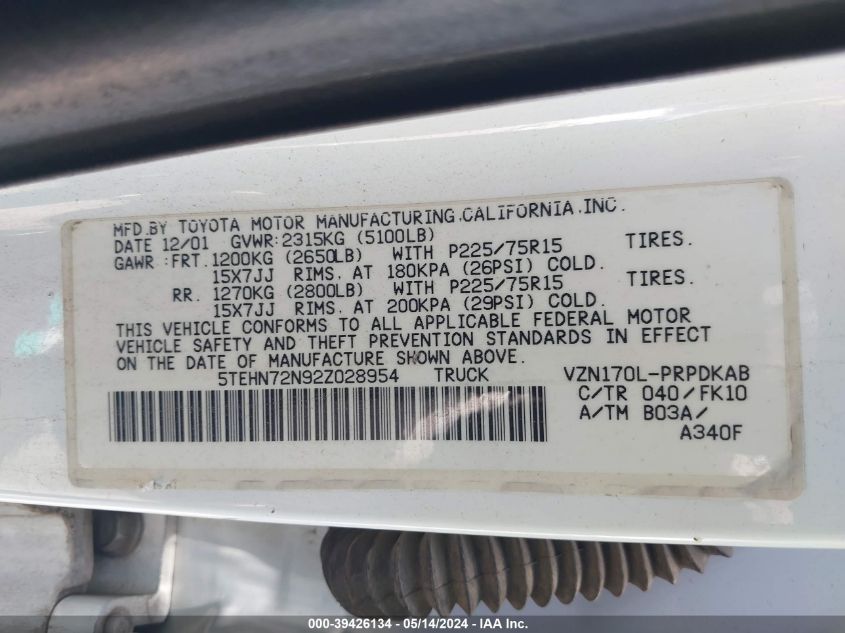 MFD.BY TOYOTA MOTOR MANUFACTURING.CALIFORNIA.INC.
DATE 12/01 GVWR:2315KG (5100LB)
GAWR :FRT.1200KG (2650LB) WITH P225/75R15 TIRES.
15X7JJ RIMS. AT 180KPA (26PSI) COLD.
RR. 1270KG (2800LB) WITH P225/75R15 TIRES.
15X7JJ RIMS. AT 200KPA (29PSI) COLD.
THIS VEHICLE CONFORMS TO ALL APPLICABLE FEDERAL MOTOR
VEHICLE SAFETY AND THEFT PREVENTION STANDARDS IN EFFECT
ON THE DATE OF MANUFACTURE SHOWN ABOVE.
5TEHN72N92Z028954 TRUCK VZN170L-PRPDKAB
C/TR 040/FK10
A/TM B03A/
A340F
000-39426134 - 05/14/2024 - IAA Inc.